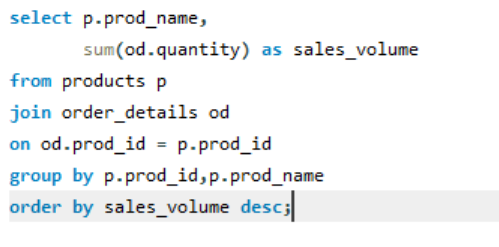 select p.prod_name,
sum(od.quantity) as sales_volume
from products p
join order_details od
on od.prod_id = p.prod_id
group by p.prod_id,p.prod_name
order by sales_volume desc;